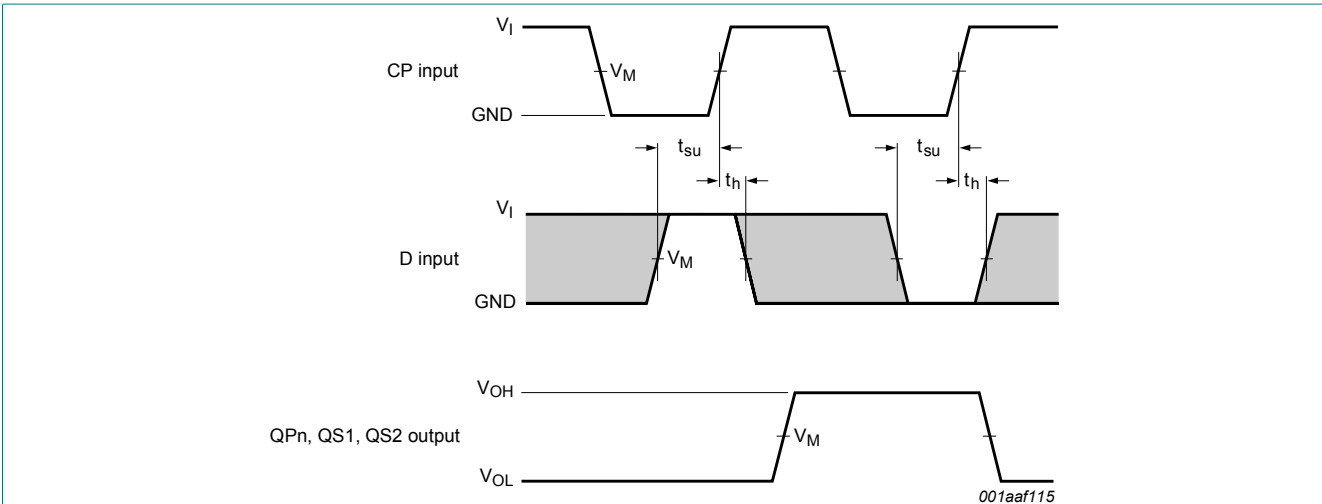 V_I
CP input
V_M
GND
t_su
t_su
t_h
t_h
V_I
D input
V_M
GND
V_OH
QPn, QS1, QS2 output
V_M
V_OL
001aaf115